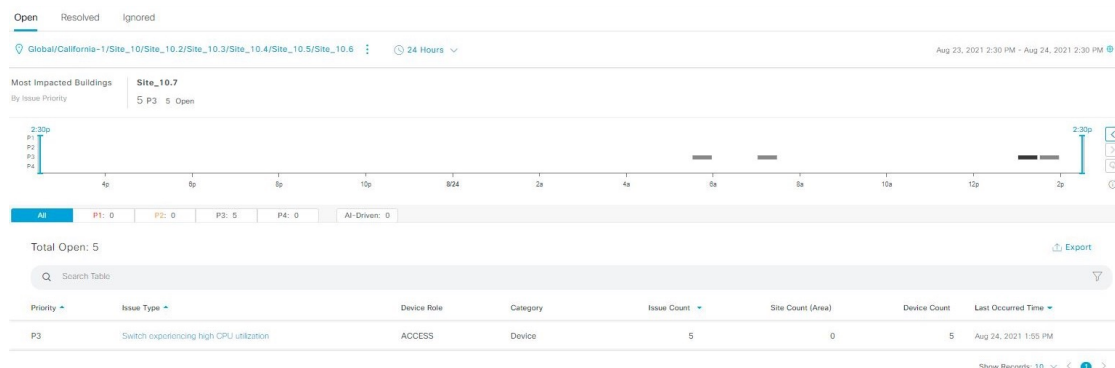 Open Resolved Ignored
Global/California-1/Site_10/Site_10.2/Site_10.3/Site_10.4/Site_10.5/Site_10.6 24 Hours Aug 23, 2021 2:30 PM - Aug 24, 2021 2:30 PM
Most Impacted Buildings Site_10.7
By Issue Priority 5 P3 5 Open
2:30p 2:30p
P1
P2
P3
P4
4p 6p 8p 10p 8/24 2a 4a 6a 8a 10a 12p 2p
All P1: 0 P2: 0 P3: 5 P4: 0 AI-Driven: 0
Total Open: 5 Export
Search Table
Priority Issue Type Device Role Category Issue Count Site Count (Area) Device Count Last Occurred Time
P3 Switch experiencing high CPU utilization ACCESS Device 5 0 5 Aug 24, 2021 1:55 PM
Show Records: 10 1